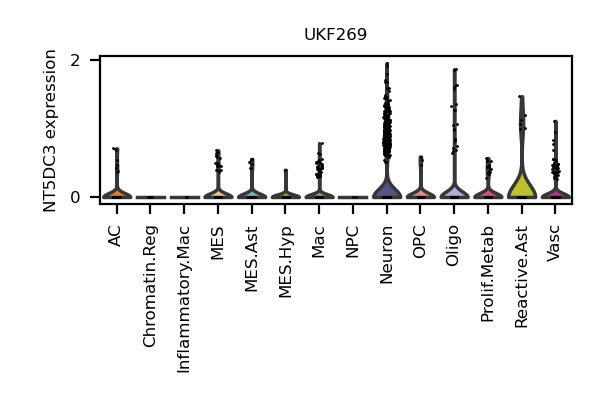 UKF269
NT5DC3 expression
2
0
AC
Chromatin.Reg
Inflammatory.Mac
MES
MES.Ast
MES.Hyp
Mac
NPC
Neuron
OPC
Oligo
Prolif.Metab
Reactive.Ast
Vasc